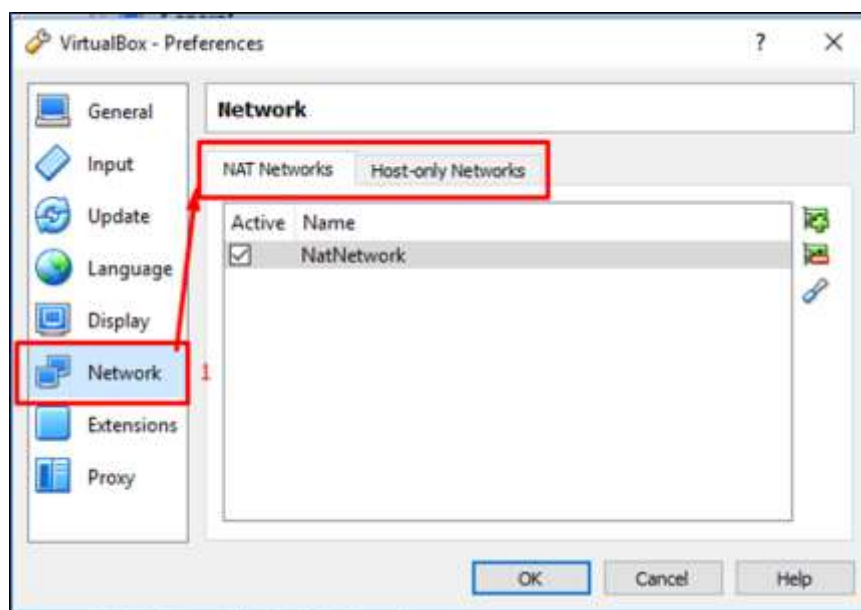 VirtualBox - Preferences ? ×
General
Input
Update
Language
Display
Network 1
Extensions
Proxy
Network
NAT Networks Host-only Networks
Active Name
NatNetwork
OK Cancel Help